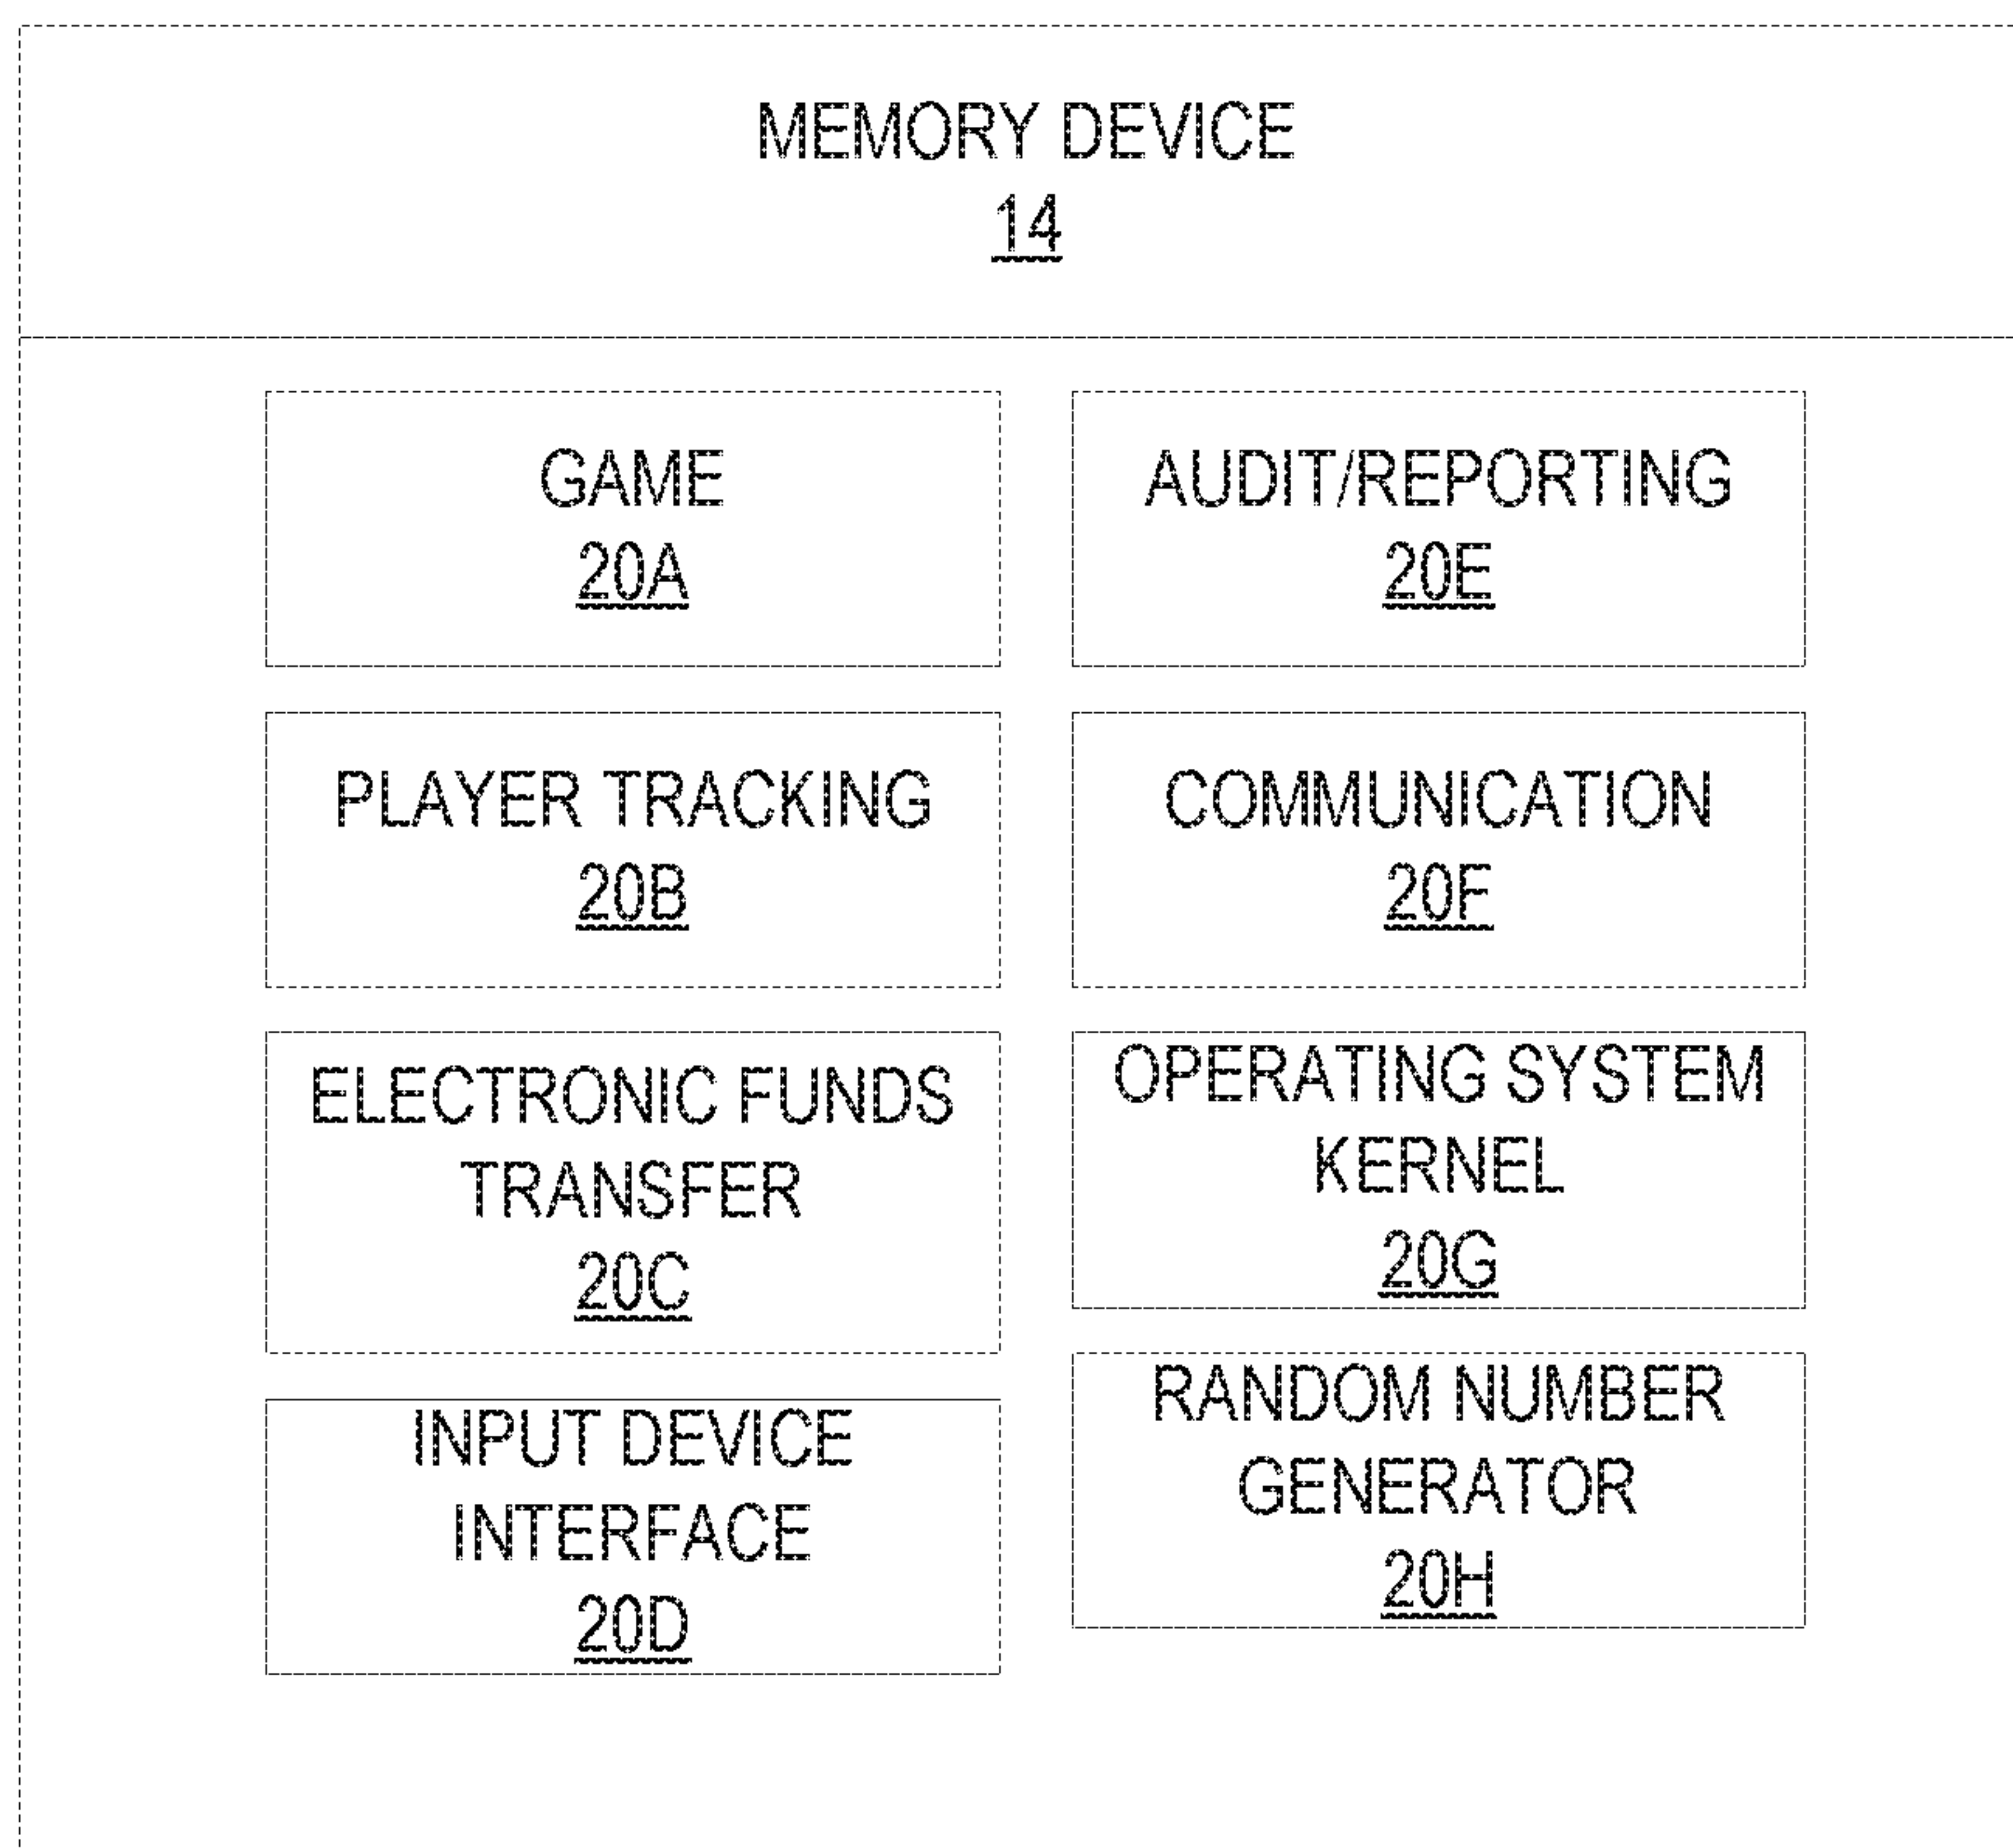 MEMORY DEVICE
14
GAME
20A
PLAYER TRACKING
20B
ELECTRONIC FUNDS
TRANSFER
20C
INPUT DEVICE
INTERFACE
20D
AUDIT/REPORTING
20E
COMMUNICATION
20F
OPERATING SYSTEM
KERNEL
20G
RANDOM NUMBER
GENERATOR
20H